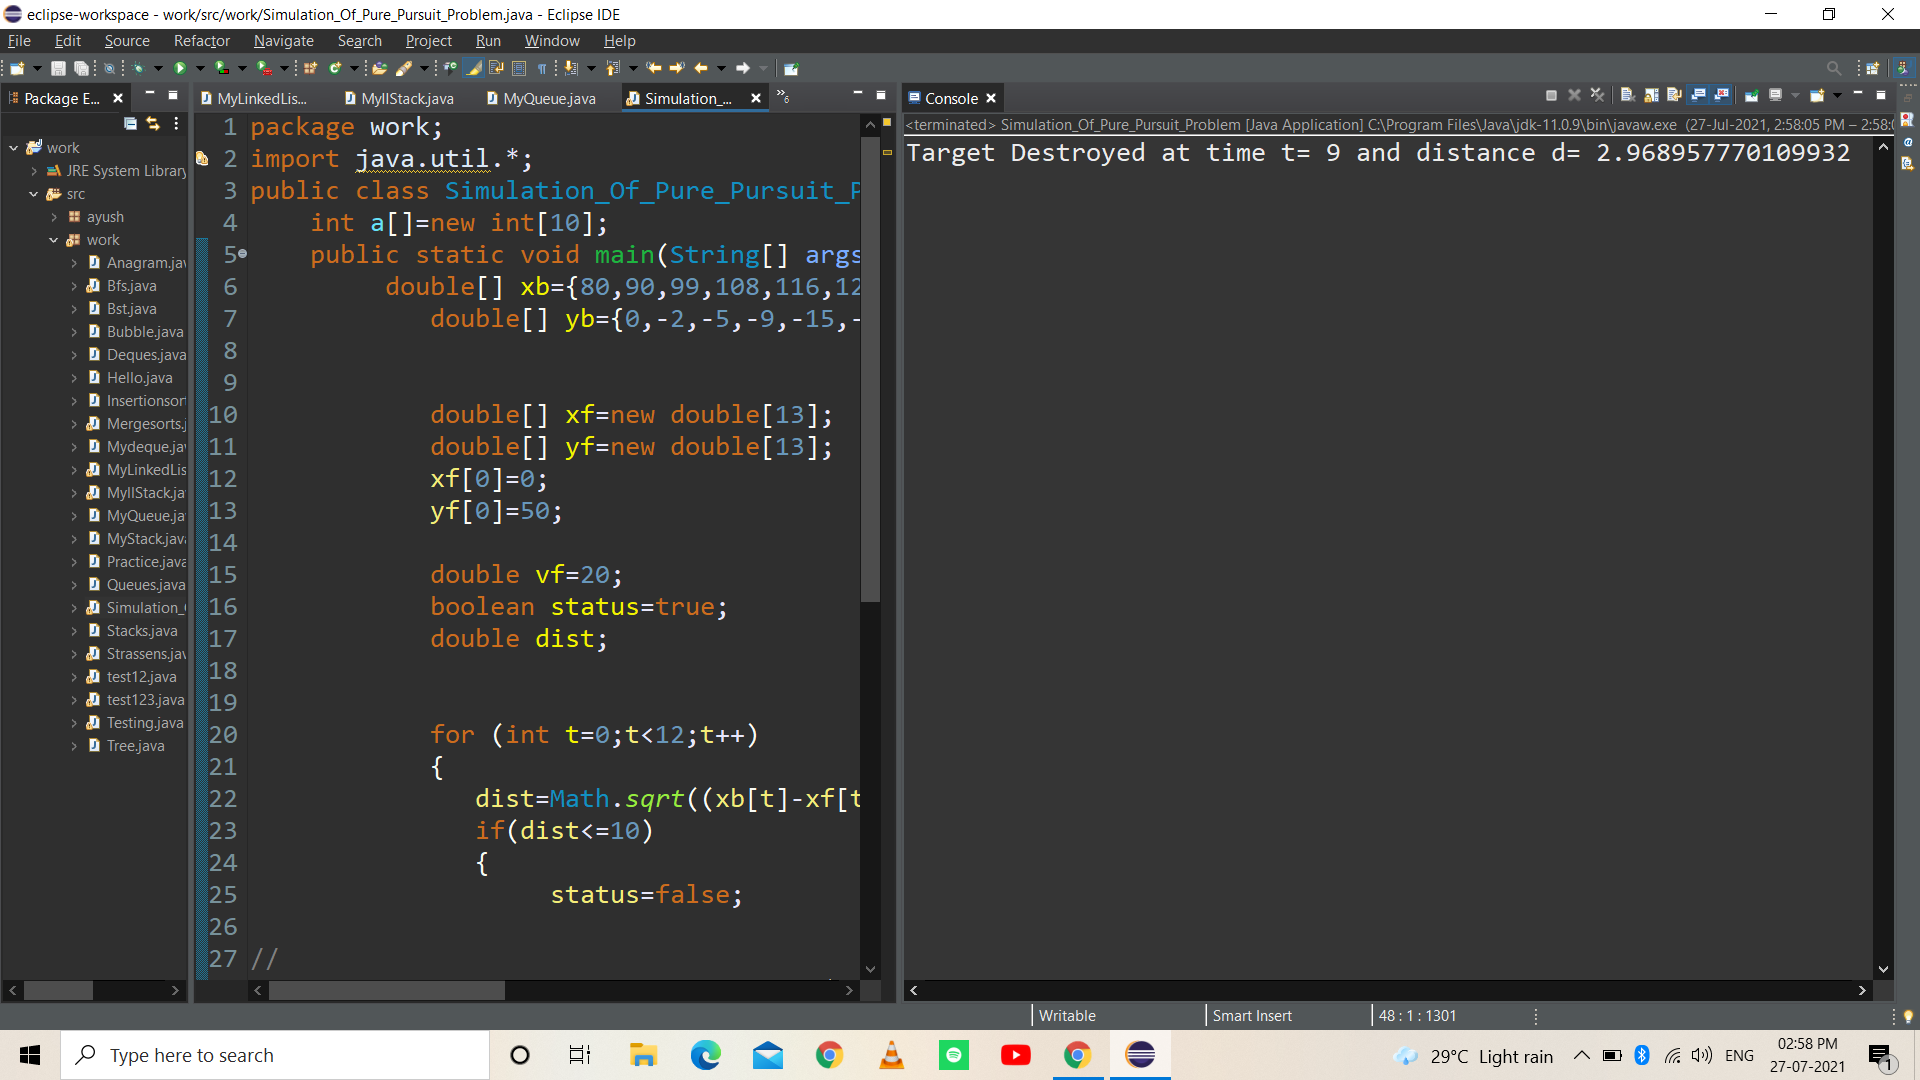 eclipse-workspace - work/src/work/Simulation_Of_Pure_Pursuit_Problem.java - Eclipse IDE
File Edit Source Refactor Navigate Search Project Run Window Help
Package E...
MyLinkedLis...
MyllStack.java
MyQueue.java
Simulation_...
»6
Console
<terminated> Simulation_Of_Pure_Pursuit_Problem [Java Application] C:\Program Files\Java\jdk-11.0.9\bin\javaw.exe (27-Jul-2021, 2:58:05 PM – 2:58:
Target Destroyed at time t= 9 and distance d= 2.968957770109932
work
JRE System Library
src
ayush
work
Anagram.jav
Bfs.java
Bst.java
Bubble.java
Deques.java
Hello.java
Insertionsort
Mergesorts.j
Mydeque.jav
MyLinkedLis
MyllStack.jav
MyQueue.jav
MyStack.java
Practice.java
Queues.java
Simulation_
Stacks.java
Strassens.jav
test12.java
test123.java
Testing.java
Tree.java
1 package work;
2 import java.util.*;
3 public class Simulation_Of_Pure_Pursuit_P
4 int a[]=new int[10];
5 public static void main(String[] args
6 double[] xb={80,90,99,108,116,12
7 double[] yb={0,-2,-5,-9,-15,-
8
9
10 double[] xf=new double[13];
11 double[] yf=new double[13];
12 xf[0]=0;
13 yf[0]=50;
14
15 double vf=20;
16 boolean status=true;
17 double dist;
18
19
20 for (int t=0;t<12;t++)
21 {
22 dist=Math.sqrt((xb[t]-xf[t
23 if(dist<=10)
24 {
25 status=false;
26
27 //
Writable
Smart Insert
48 : 1 : 1301
Type here to search
29°C Light rain
ENG
02:58 PM
27-07-2021
1